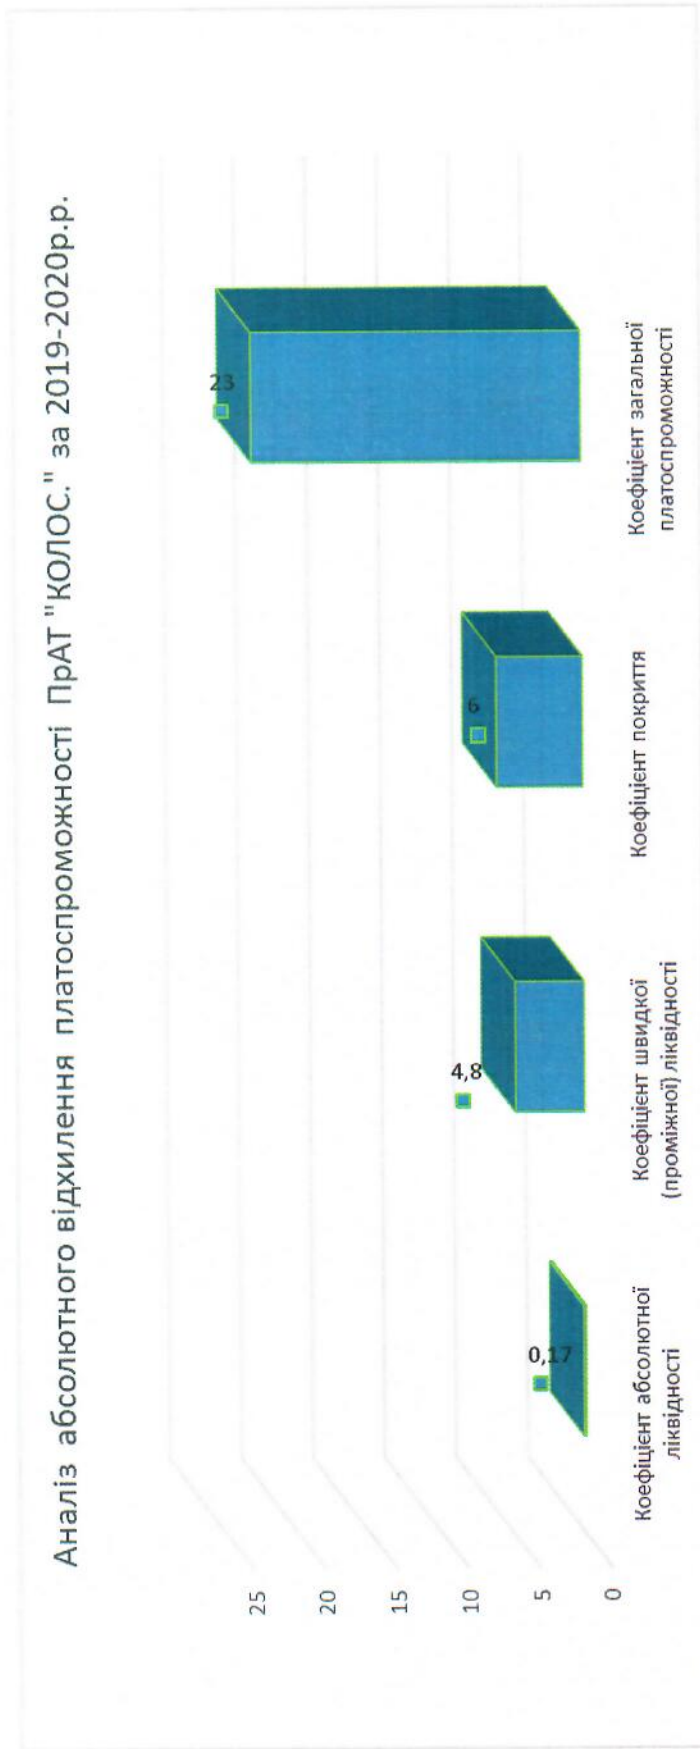 Аналіз абсолютного відхилення платоспроможності ПрАТ "КОЛОС." за 2019-2020р.р.
25
20
15
10
5
0
0,17
4,8
6
23
Коефіцієнт абсолютної
ліквідності
Коефіцієнт швидкої
(проміжної) ліквідності
Коефіцієнт покриття
Коефіцієнт загальної
платоспроможності